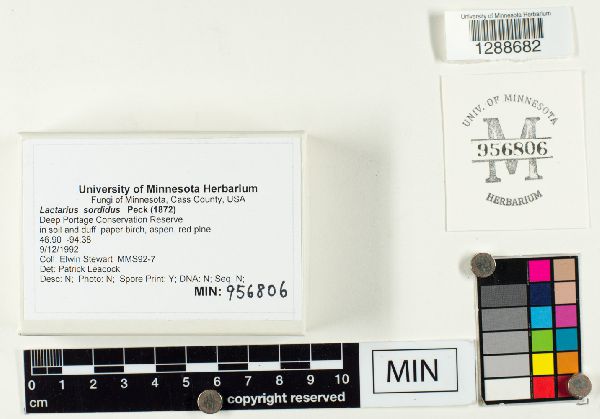 University of Minnesota Herbarium
1288682
UNIV. OF MINNESOTA
M
956806
HERBARIUM
University of Minnesota Herbarium
Fungi of Minnesota, Cass County, USA
Lactarius sordidus Peck (1872)
Deep Portage Conservation Reserve
in soil and duff paper birch, aspen, red pine
46.90 -94.35
9/12/1992
Coll: Elwin Stewart MMS92-7
Det: Patrick Leacock
Desc: N; Photo: N; Spore Print: Y; DNA: N; Seq: N;
MIN: 956806
0 1 2 3 4 5 6 7 8 9 10
cm copyright reserved
MIN